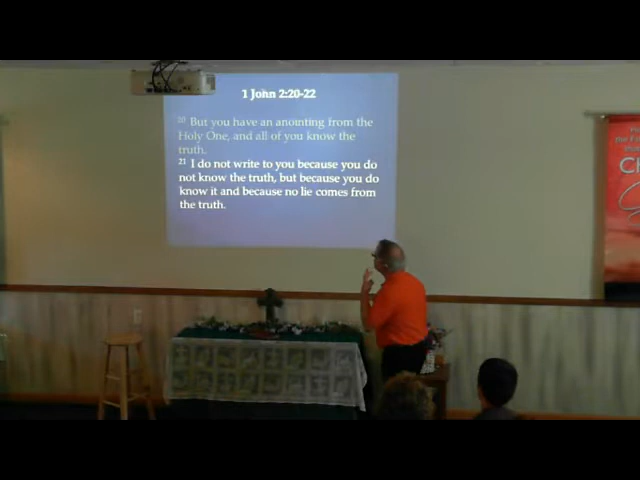 1 John 2:20-22
20 But you have an anointing from the
Holy One, and all of you know the
truth.
21 I do not write to you because you do
not know the truth, but because you do
know it and because no lie comes from
the truth.